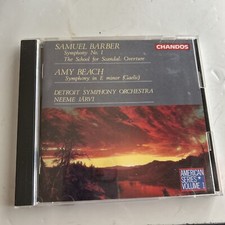 SAMUEL BARBER
Symphony No. 1
The School for Scandal: Overture
CHANDOS
AMY BEACH
Symphony in E minor (Gaelic)
DETROIT SYMPHONY ORCHESTRA
NEEME JÄRVI
AMERICAN
SERIES
VOLUME 1